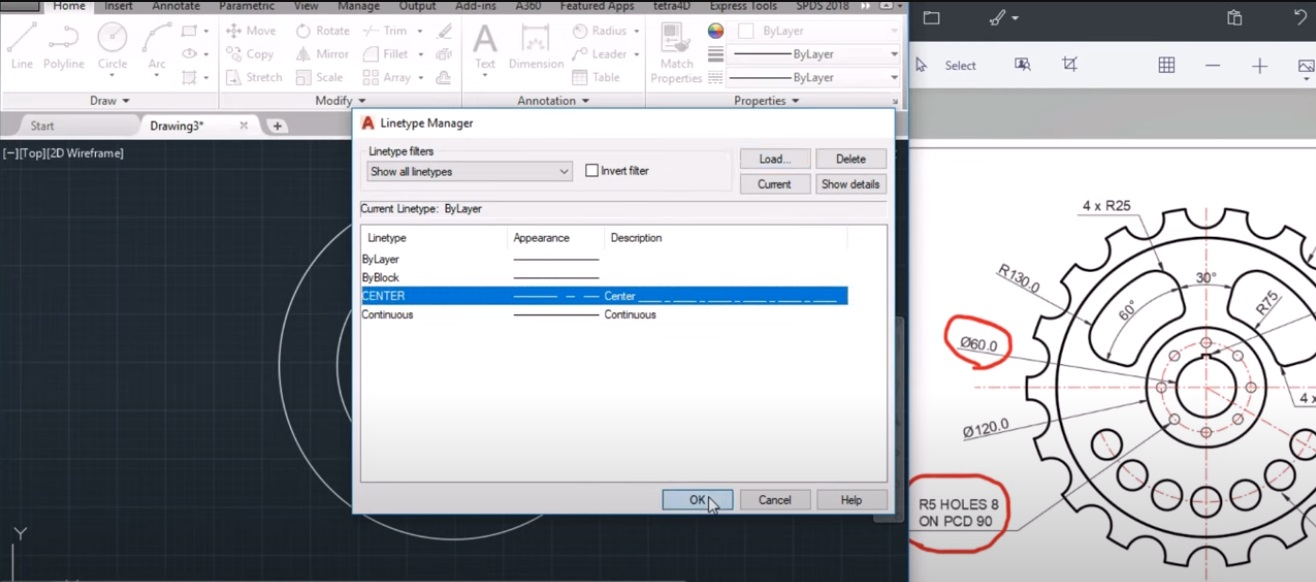 Home Insert Annotate Parametric View Manage Output Add-ins A360 Featured Apps tetra4D Express Tools SPDS 2018
Line Polyline Circle Arc
Move Rotate Trim
Copy Mirror Fillet
Stretch Scale Array
Text Dimension
Radius
Leader
Table
Match
Properties
ByLayer
ByLayer
ByLayer
Draw Modify Annotation Properties
Select
Start Drawing3*
[−][Top][2D Wireframe]
Linetype Manager
Linetype filters
Show all linetypes
Invert filter
Load... Delete
Current Show details
Current Linetype: ByLayer
Linetype Appearance Description
ByLayer
ByBlock
CENTER Center
Continuous Continuous
OK Cancel Help
Y
4 x R25
R130.0
30°
60°
R75
Ø60.0
4 x
Ø120.0
R5 HOLES 8
ON PCD 90